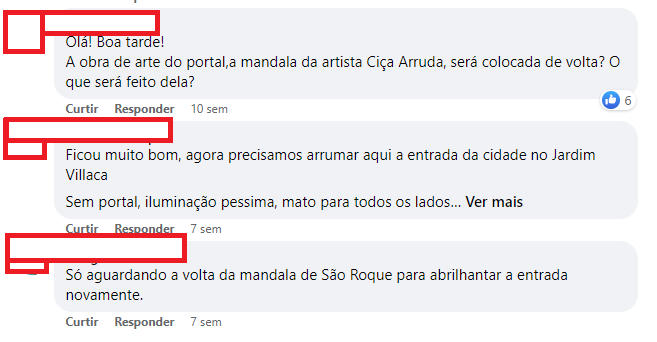 Olá! Boa tarde!
A obra de arte do portal,a mandala da artista Ciça Arruda, será colocada de volta? O
que será feito dela?
6
Curtir Responder 10 sem
Ficou muito bom, agora precisamos arrumar aqui a entrada da cidade no Jardim
Villaca
Sem portal, iluminação pessima, mato para todos os lados... Ver mais
Curtir Responder 7 sem
Só aguardando a volta da mandala de São Roque para abrilhantar a entrada
novamente.
Curtir Responder 7 sem